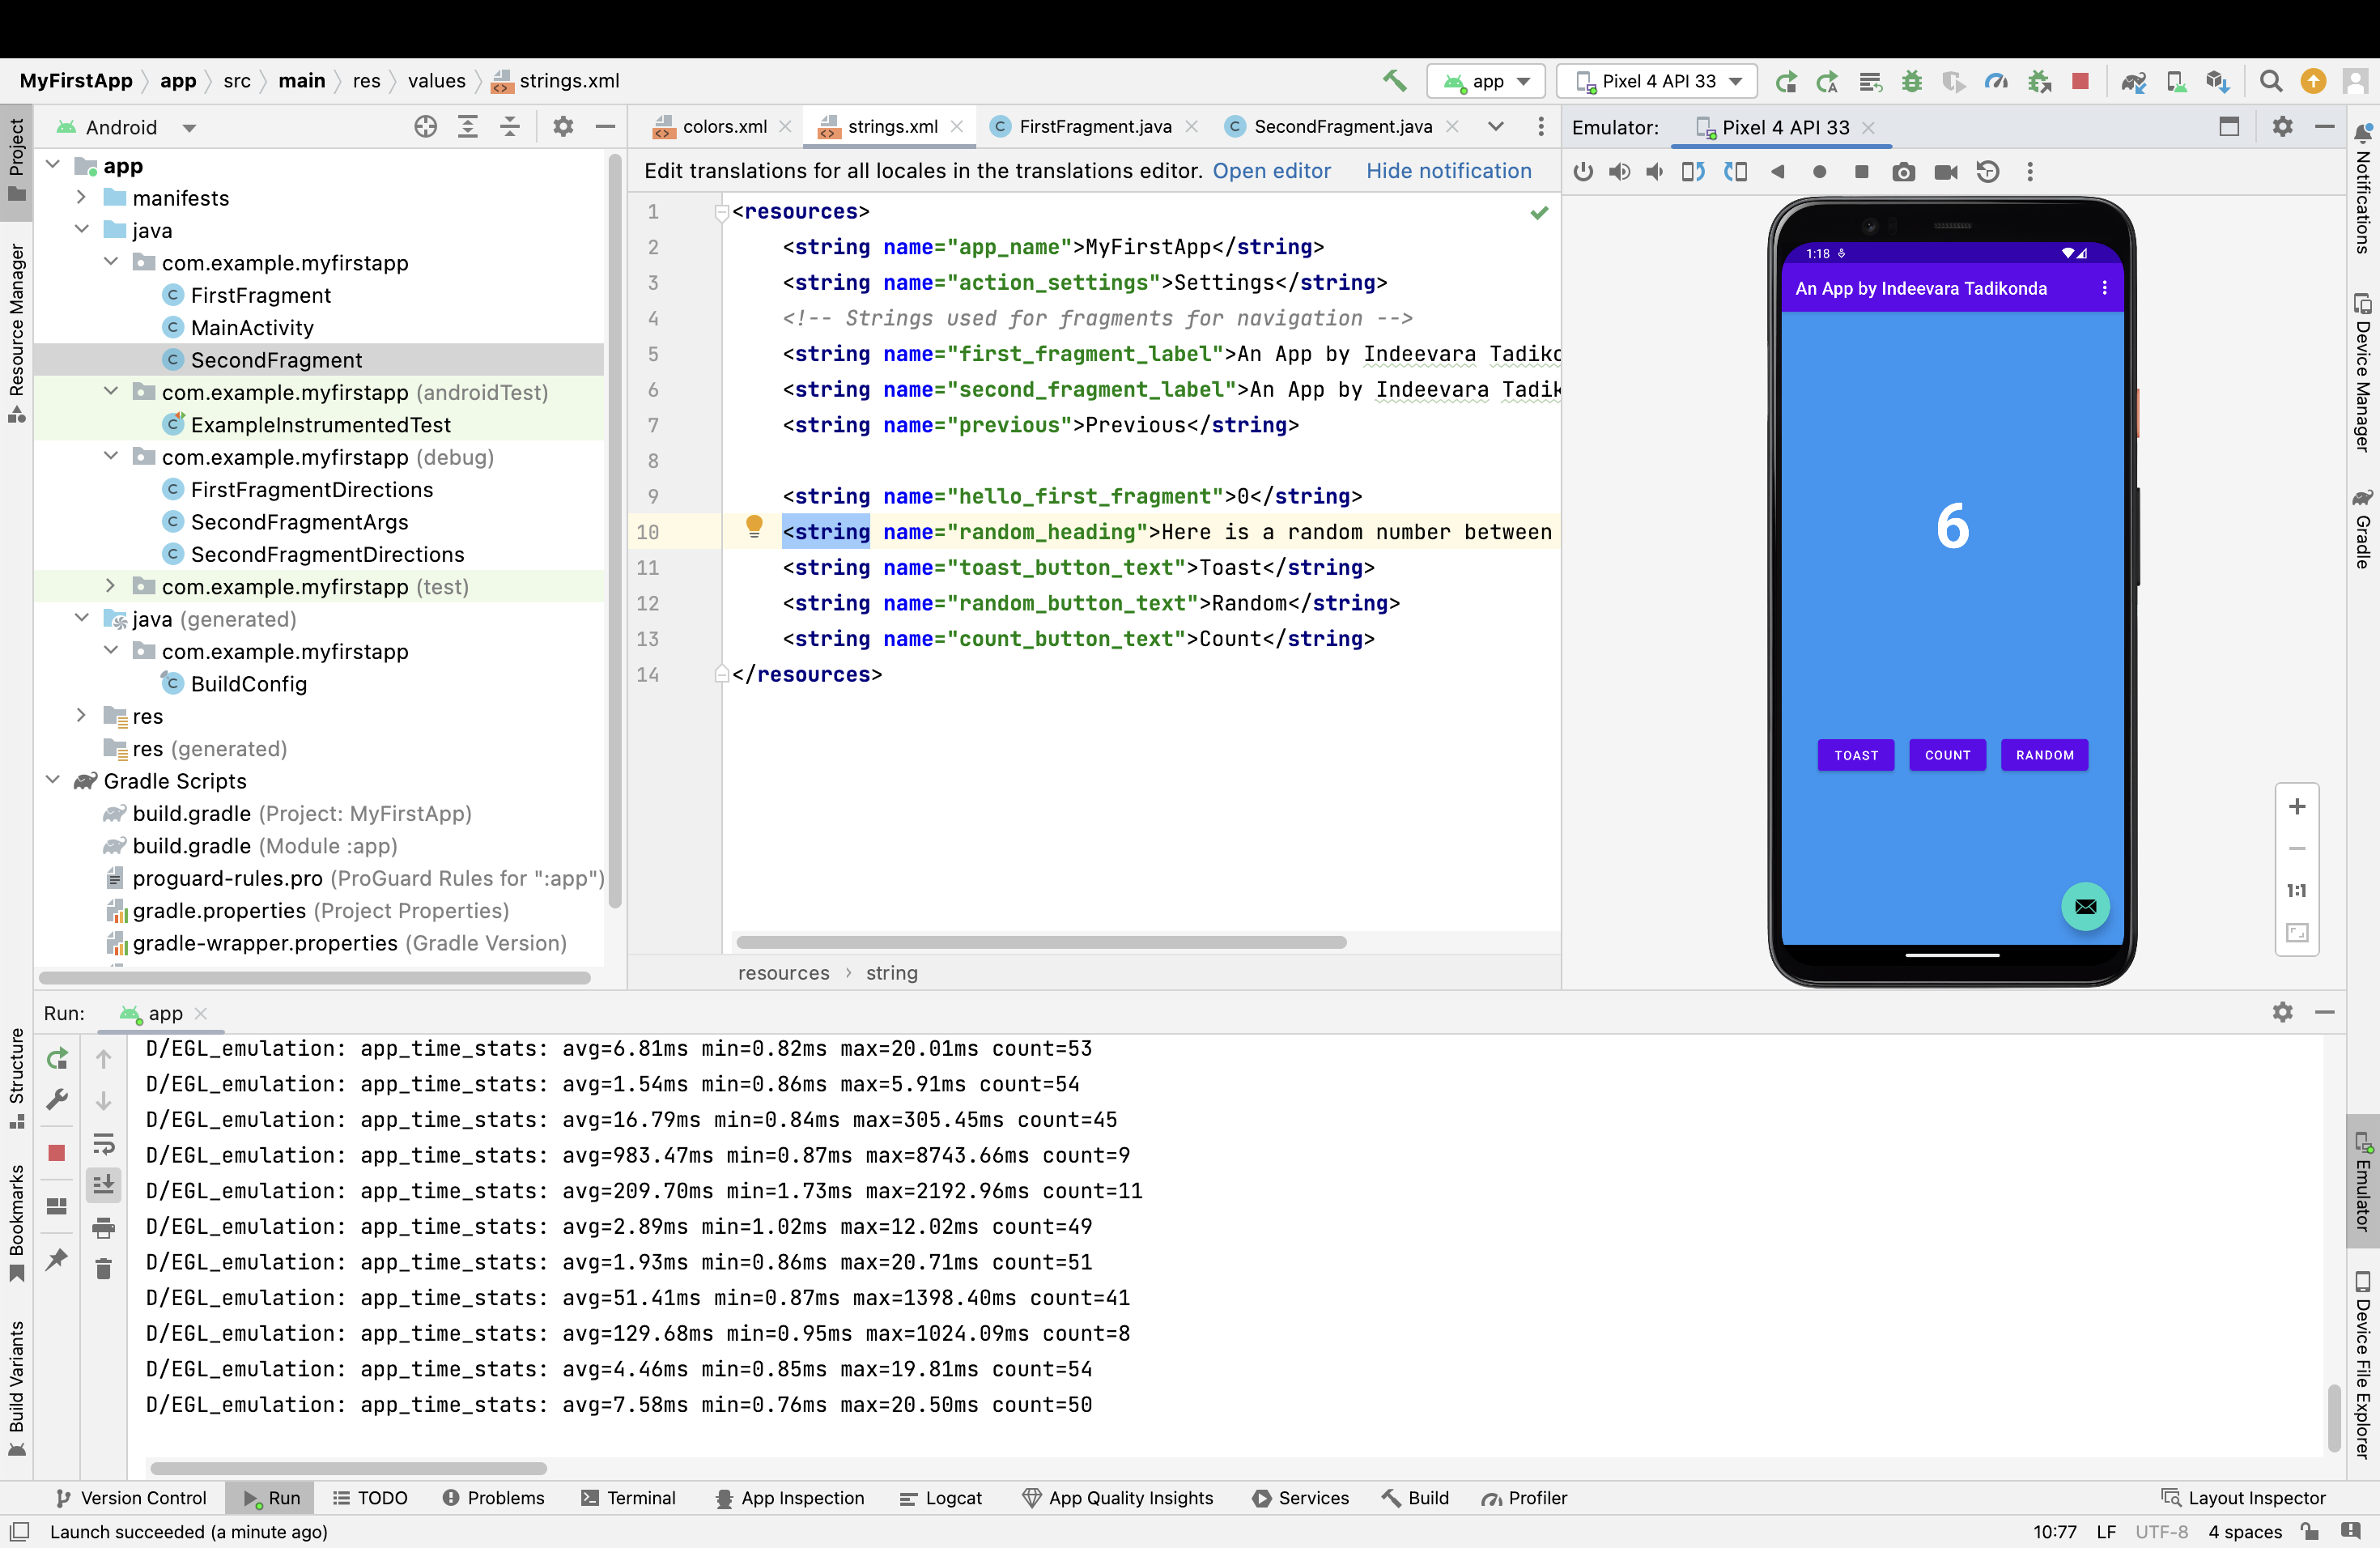 MyFirstApp app src main res values strings.xml
app Pixel 4 API 33
Project
Resource Manager
Structure
Bookmarks
Build Variants
Android
app
manifests
java
com.example.myfirstapp
FirstFragment
MainActivity
SecondFragment
com.example.myfirstapp (androidTest)
ExampleInstrumentedTest
com.example.myfirstapp (debug)
FirstFragmentDirections
SecondFragmentArgs
SecondFragmentDirections
com.example.myfirstapp (test)
java (generated)
com.example.myfirstapp
BuildConfig
res
res (generated)
Gradle Scripts
build.gradle (Project: MyFirstApp)
build.gradle (Module :app)
proguard-rules.pro (ProGuard Rules for ":app")
gradle.properties (Project Properties)
gradle-wrapper.properties (Gradle Version)
colors.xml strings.xml FirstFragment.java SecondFragment.java
Edit translations for all locales in the translations editor. Open editor Hide notification
1 <resources>
2 <string name="app_name">MyFirstApp</string>
3 <string name="action_settings">Settings</string>
4 <!-- Strings used for fragments for navigation -->
5 <string name="first_fragment_label">An App by Indeevara Tadiko
6 <string name="second_fragment_label">An App by Indeevara Tadik
7 <string name="previous">Previous</string>
8
9 <string name="hello_first_fragment">0</string>
10 <string name="random_heading">Here is a random number between
11 <string name="toast_button_text">Toast</string>
12 <string name="random_button_text">Random</string>
13 <string name="count_button_text">Count</string>
14 </resources>
resources › string
Emulator: Pixel 4 API 33
1:18
An App by Indeevara Tadikonda
6
TOAST COUNT RANDOM
1:1
Notifications
Device Manager
Gradle
Emulator
Device File Explorer
Run: app
D/EGL_emulation: app_time_stats: avg=6.81ms min=0.82ms max=20.01ms count=53
D/EGL_emulation: app_time_stats: avg=1.54ms min=0.86ms max=5.91ms count=54
D/EGL_emulation: app_time_stats: avg=16.79ms min=0.84ms max=305.45ms count=45
D/EGL_emulation: app_time_stats: avg=983.47ms min=0.87ms max=8743.66ms count=9
D/EGL_emulation: app_time_stats: avg=209.70ms min=1.73ms max=2192.96ms count=11
D/EGL_emulation: app_time_stats: avg=2.89ms min=1.02ms max=12.02ms count=49
D/EGL_emulation: app_time_stats: avg=1.93ms min=0.86ms max=20.71ms count=51
D/EGL_emulation: app_time_stats: avg=51.41ms min=0.87ms max=1398.40ms count=41
D/EGL_emulation: app_time_stats: avg=129.68ms min=0.95ms max=1024.09ms count=8
D/EGL_emulation: app_time_stats: avg=4.46ms min=0.85ms max=19.81ms count=54
D/EGL_emulation: app_time_stats: avg=7.58ms min=0.76ms max=20.50ms count=50
Version Control Run TODO Problems Terminal App Inspection Logcat App Quality Insights Services Build Profiler Layout Inspector
Launch succeeded (a minute ago) 10:77 LF UTF-8 4 spaces